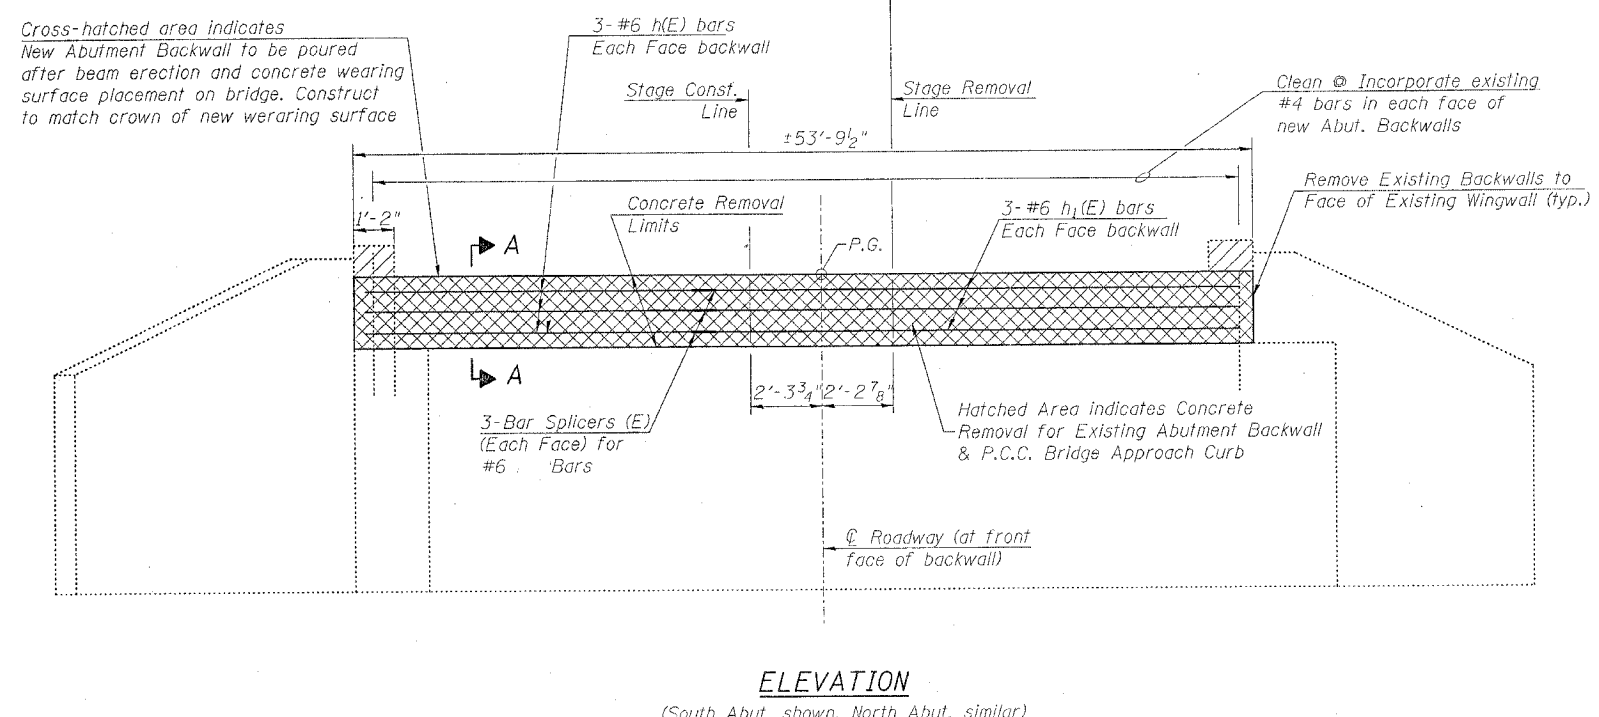 Cross-hatched area indicates
New Abutment Backwall to be poured
after beam erection and concrete wearing
surface placement on bridge. Construct
to match crown of new weraring surface
3-#6 h(E) bars
Each Face backwall
Stage Const.
Line
Stage Removal
Line
Clean @ Incorporate existing
#4 bars in each face of
new Abut. Backwalls
±53'-9½"
Remove Existing Backwalls to
Face of Existing Wingwall (typ.)
1'-2"
Concrete Removal
Limits
3-#6 h₁(E) bars
Each Face backwall
A
P.G.
A
2'-3¾"
2'-2⅞"
3-Bar Splicers (E)
(Each Face) for
#6 Bars
Hatched Area indicates Concrete
Removal for Existing Abutment Backwall
& P.C.C. Bridge Approach Curb
℄ Roadway (at front
face of backwall)
ELEVATION
(South Abut. shown, North Abut. similar)